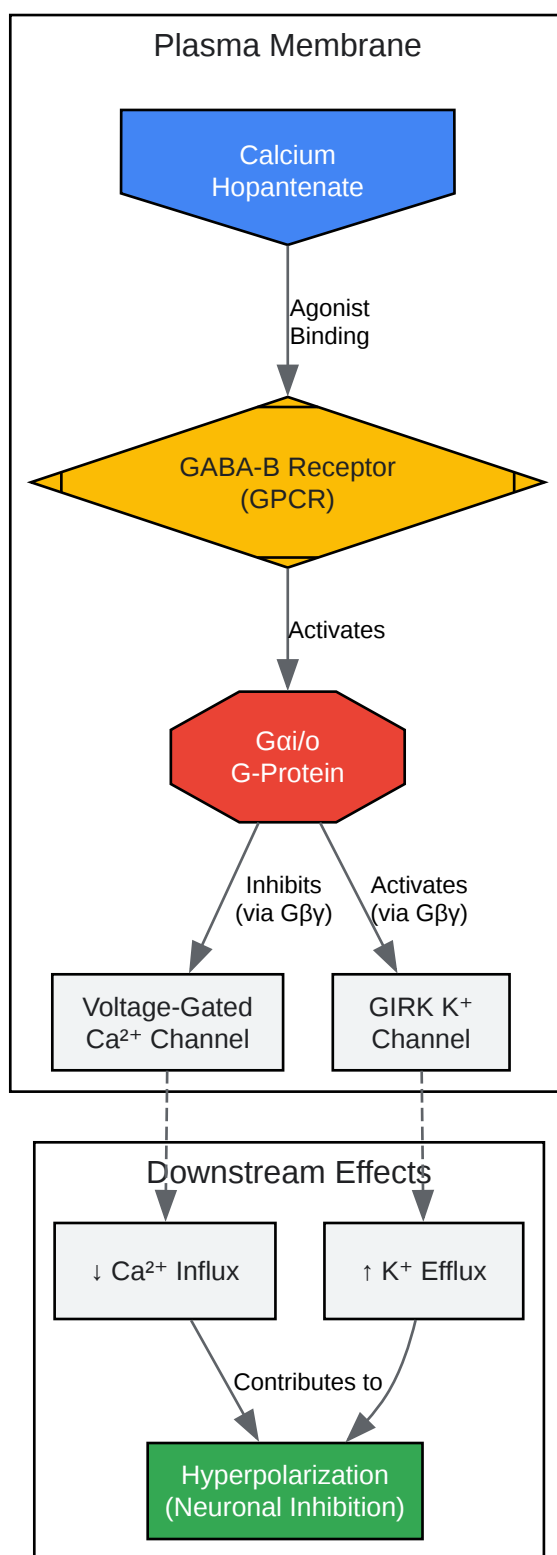 Plasma Membrane
Calcium
Hopantenate
Agonist
Binding
GABA-B Receptor
(GPCR)
Activates
Gαi/o
G-Protein
Inhibits
(via Gβγ)
Activates
(via Gβγ)
Voltage-Gated
Ca²⁺ Channel
GIRK K⁺
Channel
Downstream Effects
↓ Ca²⁺ Influx
↑ K⁺ Efflux
Contributes to
Hyperpolarization
(Neuronal Inhibition)